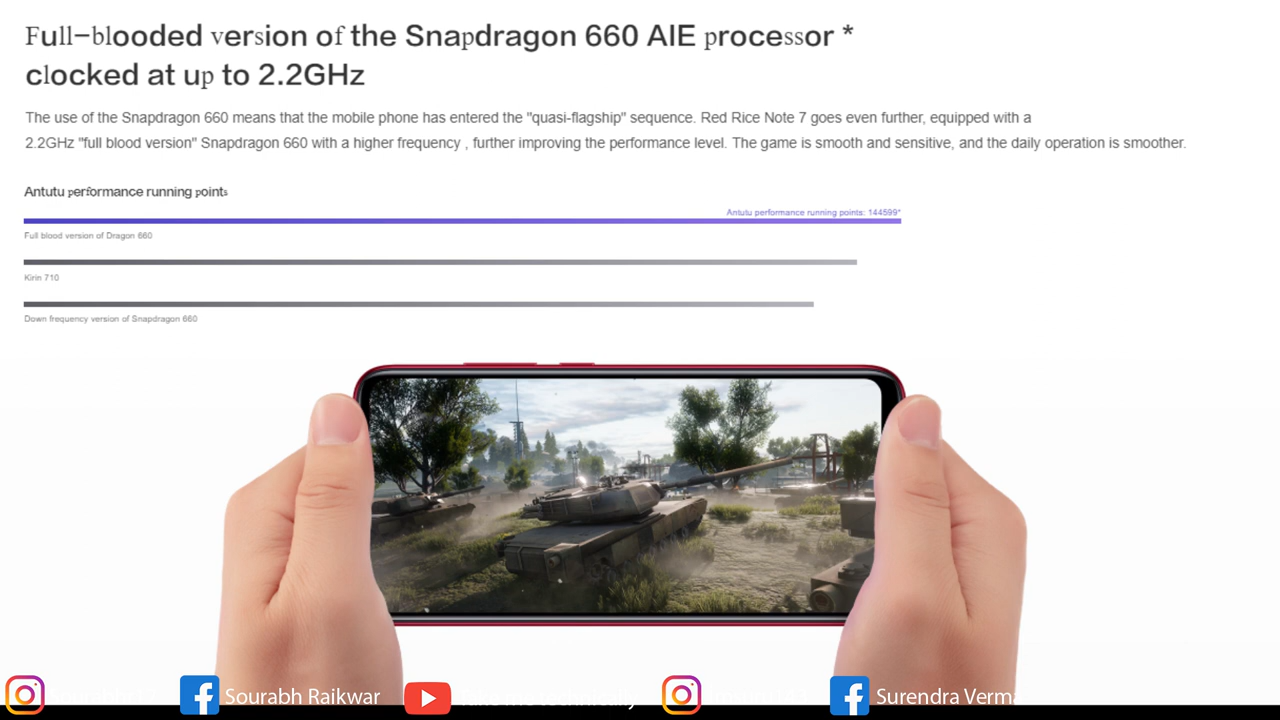 Full-blooded version of the Snapdragon 660 AIE processor *
clocked at up to 2.2GHz
The use of the Snapdragon 660 means that the mobile phone has entered the "quasi-flagship" sequence. Red Rice Note 7 goes even further, equipped with a
2.2GHz "full blood version" Snapdragon 660 with a higher frequency , further improving the performance level. The game is smooth and sensitive, and the daily operation is smoother.
Antutu performance running points
Antutu performance running points: 144599*
Full blood version of Dragon 660
Kirin 710
Down frequency version of Snapdragon 660
Sourabh Raikwar
Surendra Verma